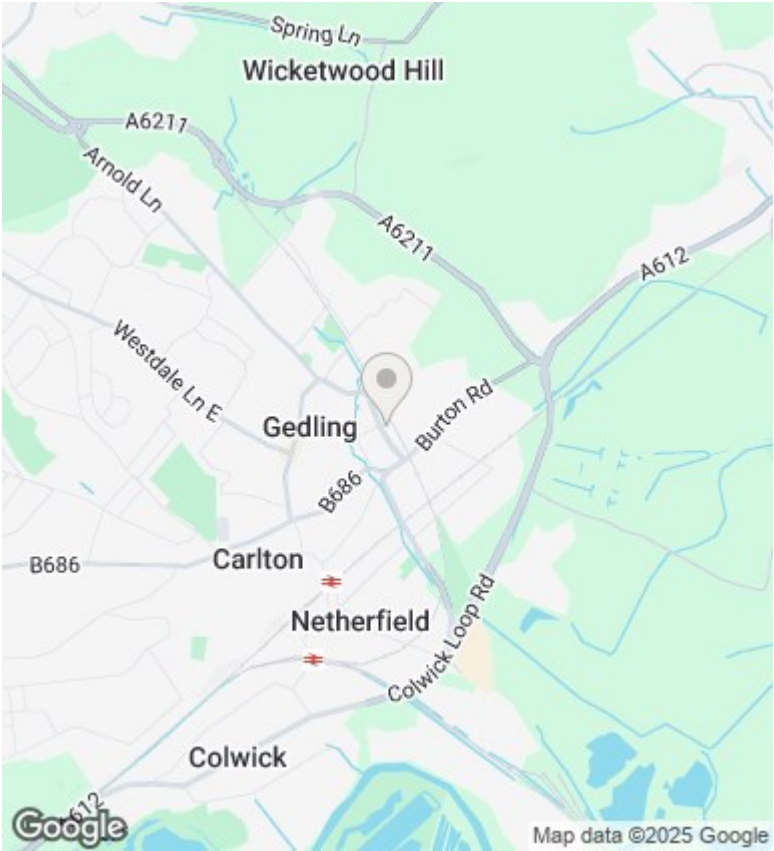 Spring Ln
Wicketwood Hill
A6211
Arnold Ln
A6211
A612
Westdale Ln E
Burton Rd
Gedling
B686
B686
Carlton
Netherfield
Colwick Loop Rd
Colwick
A612
Google
Map data ©2025 Google